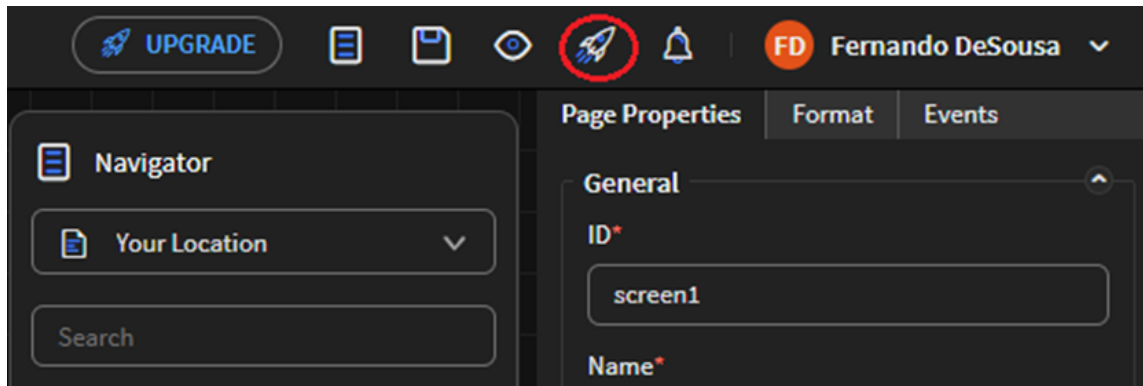 UPGRADE
FD Fernando DeSousa
Navigator
Your Location
Search
Page Properties Format Events
General
ID*
screen1
Name*